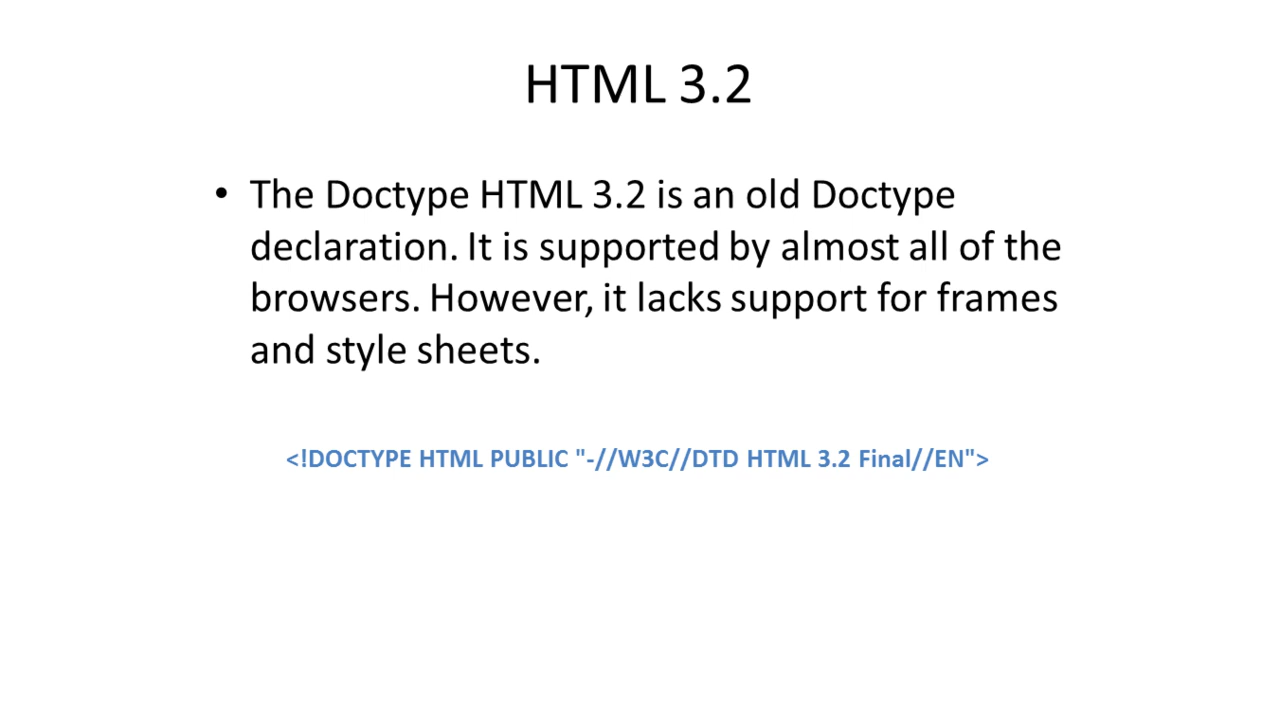 HTML 3.2
• The Doctype HTML 3.2 is an old Doctype
declaration. It is supported by almost all of the
browsers. However, it lacks support for frames
and style sheets.
<!DOCTYPE HTML PUBLIC "-//W3C//DTD HTML 3.2 Final//EN">